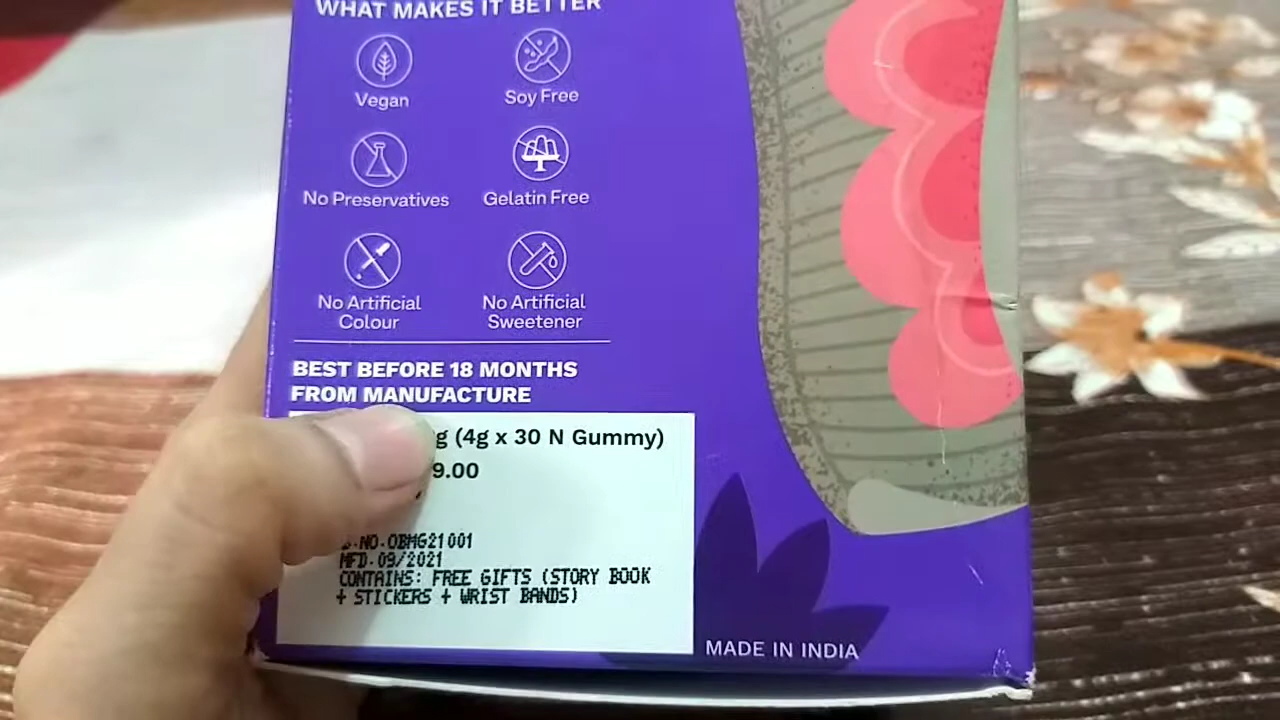 WHAT MAKES IT BETTER
Vegan
Soy Free
No Preservatives
Gelatin Free
No Artificial
Colour
No Artificial
Sweetener
BEST BEFORE 18 MONTHS
FROM MANUFACTURE
g (4g x 30 N Gummy)
9.00
.NO.OBMG21001
MFD.09/2021
CONTAINS: FREE GIFTS (STORY BOOK
+ STICKERS + WRIST BANDS)
MADE IN INDIA